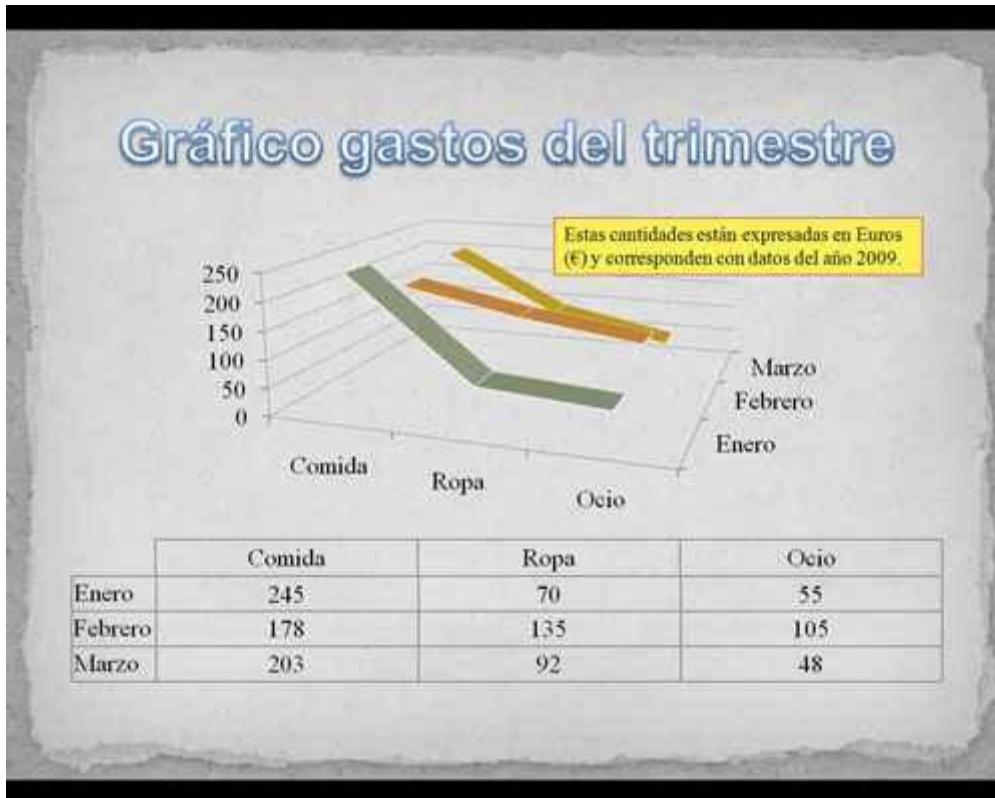 Gráfico gastos del trimestre
Estas cantidades están expresadas en Euros
(€) y corresponden con datos del año 2009.
250
200
150
100
50
0
Marzo
Febrero
Enero
Comida
Ropa
Ocio
Comida Ropa Ocio
Enero 245 70 55
Febrero 178 135 105
Marzo 203 92 48